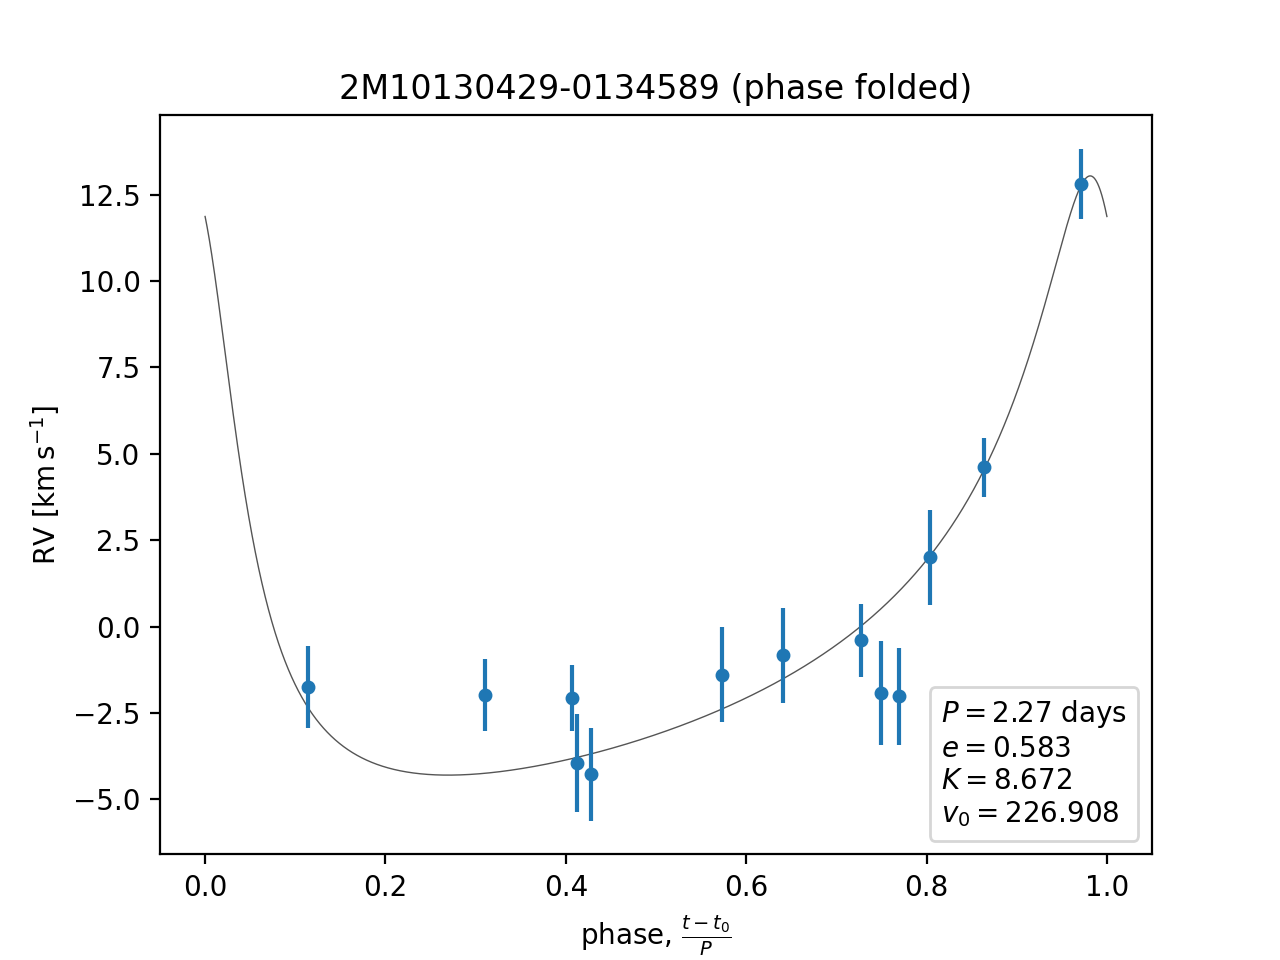 2M10130429-0134589 (phase folded)
RV [km s⁻¹]
12.5
10.0
7.5
5.0
2.5
0.0
−2.5
−5.0
P = 2.27 days
e = 0.583
K = 8.672
v₀ = 226.908
0.0 0.2 0.4 0.6 0.8 1.0
phase, (t − t₀)/P